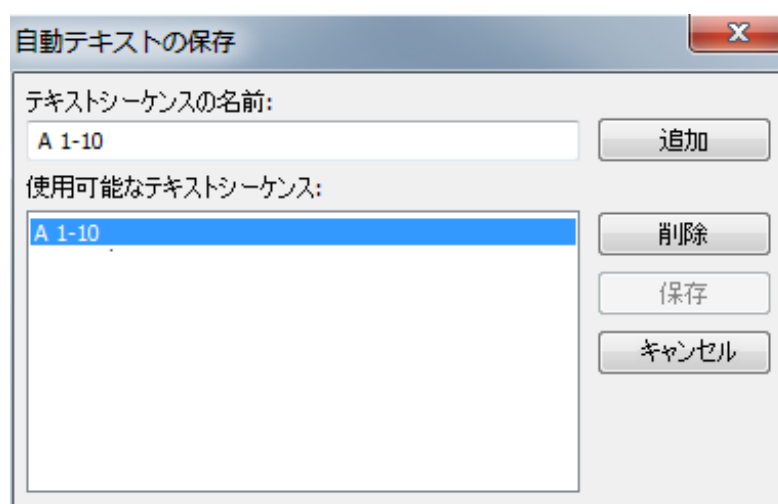 自動テキストの保存
テキストシーケンスの名前:
A 1-10
追加
使用可能なテキストシーケンス:
A 1-10
削除
保存
キャンセル